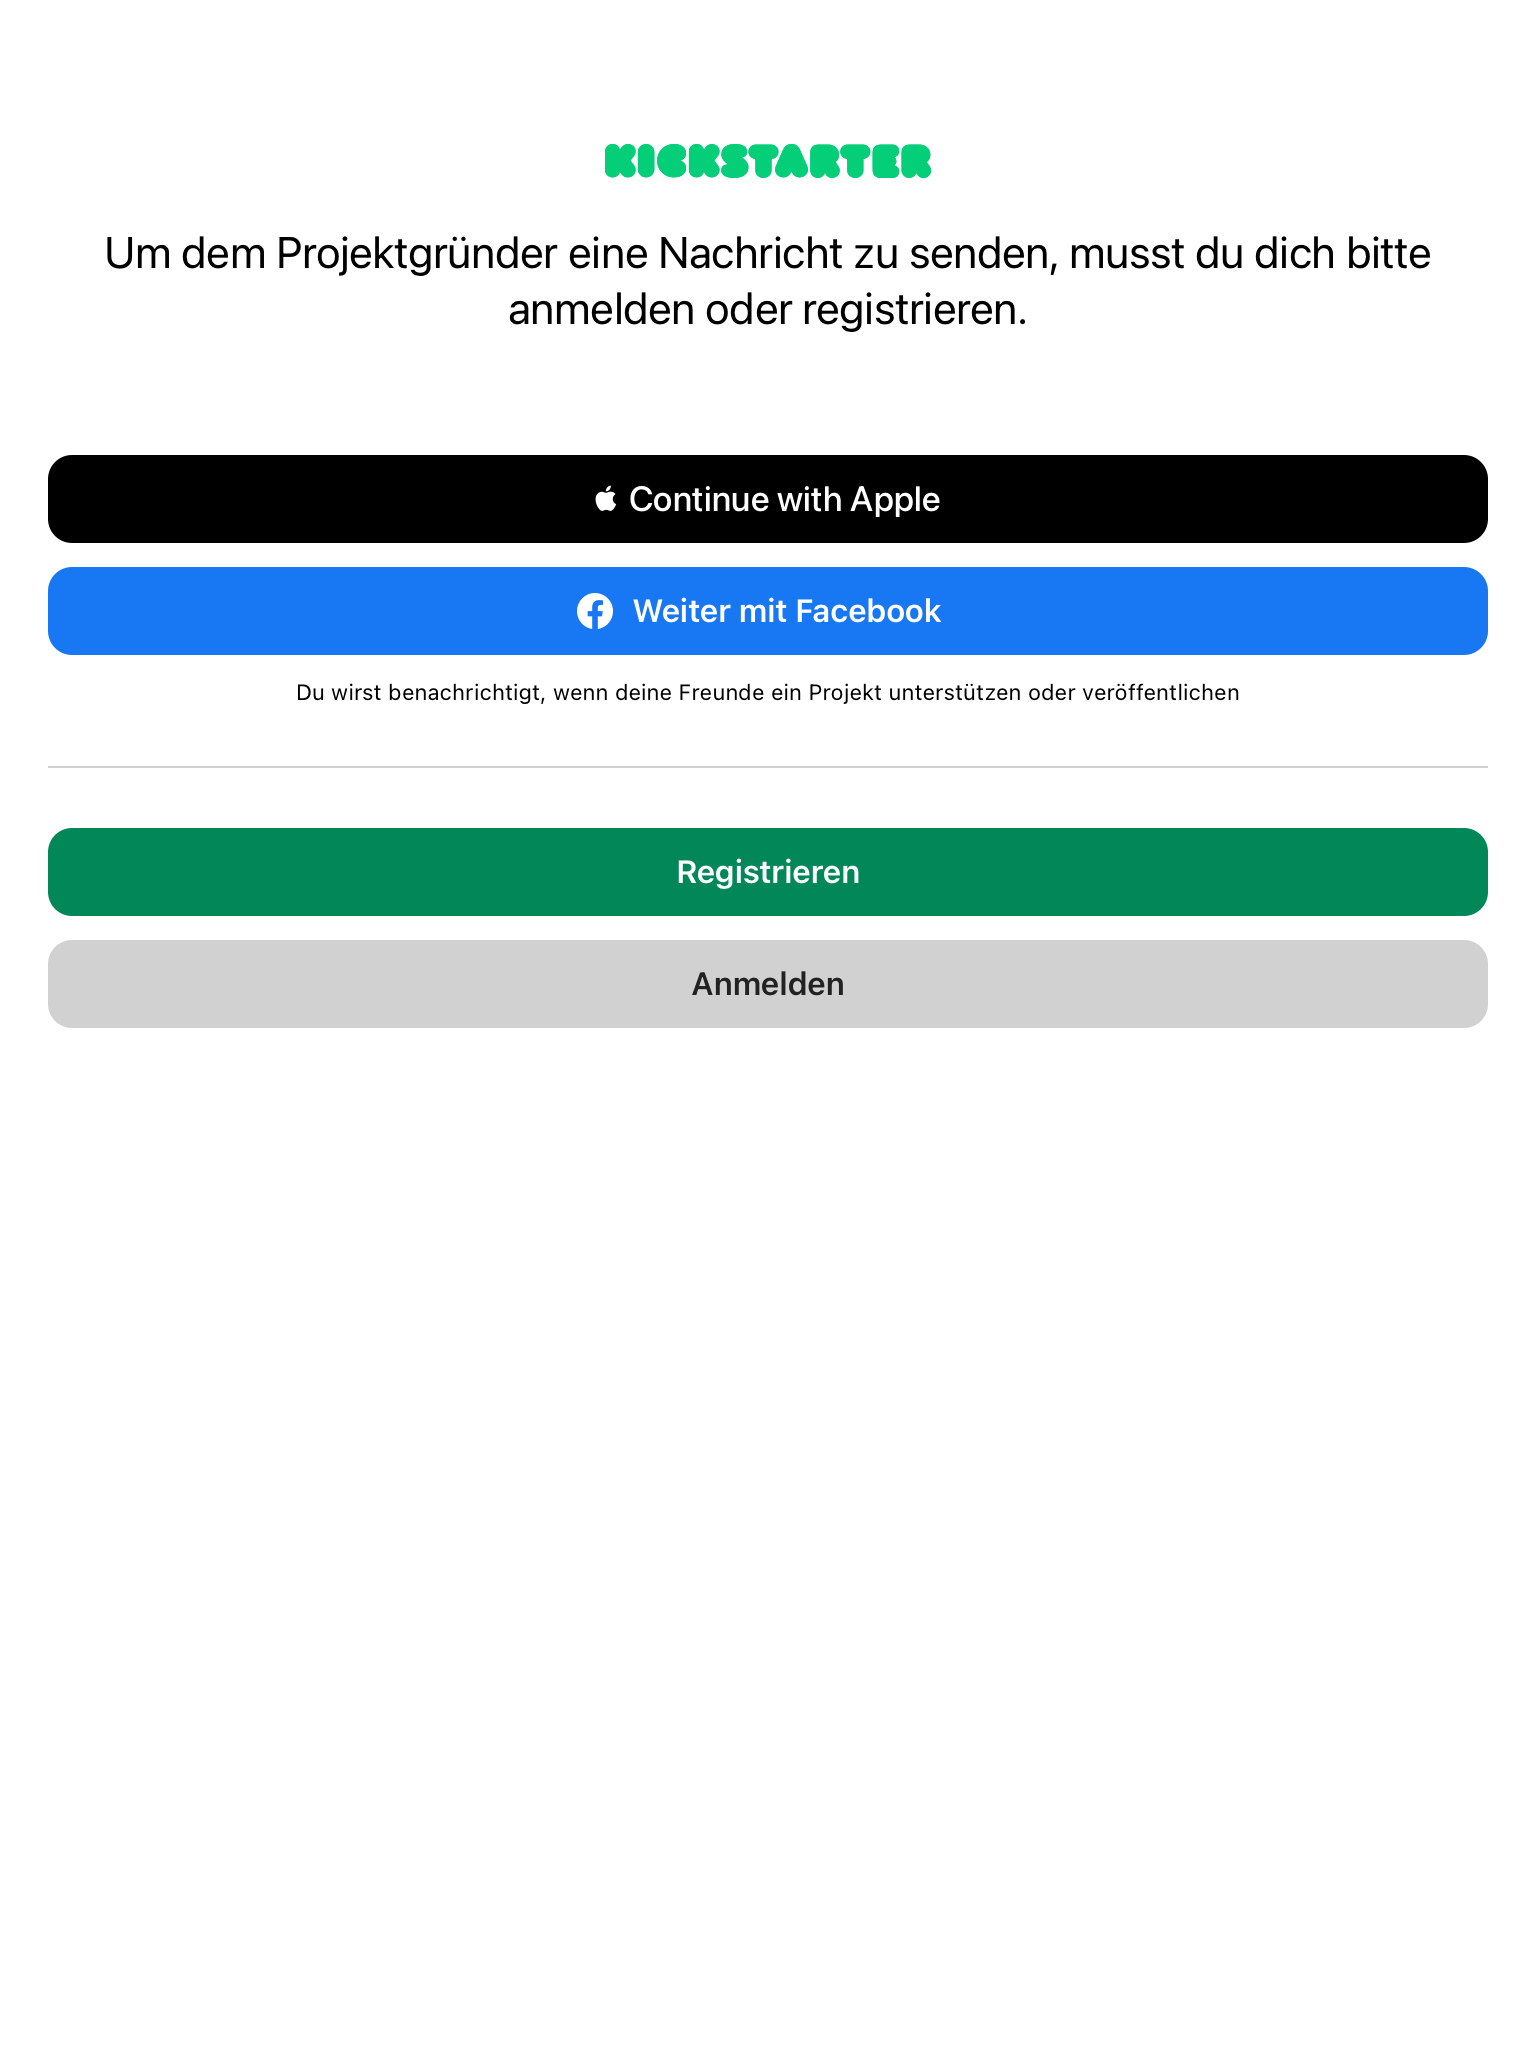 KICKSTARTER
Um dem Projektgründer eine Nachricht zu senden, musst du dich bitte
anmelden oder registrieren.
Continue with Apple
Weiter mit Facebook
Du wirst benachrichtigt, wenn deine Freunde ein Projekt unterstützen oder veröffentlichen
Registrieren
Anmelden